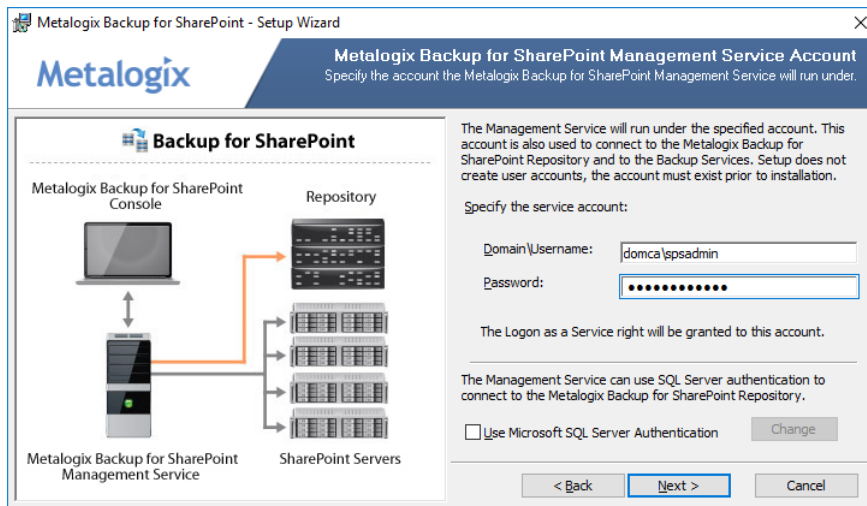 Metalogix Backup for SharePoint - Setup Wizard
Metalogix
Metalogix Backup for SharePoint Management Service Account
Specify the account the Metalogix Backup for SharePoint Management Service will run under.
Backup for SharePoint
Metalogix Backup for SharePoint
Console
Repository
Metalogix Backup for SharePoint
Management Service
SharePoint Servers
The Management Service will run under the specified account. This
account is also used to connect to the Metalogix Backup for
SharePoint Repository and to the Backup Services. Setup does not
create user accounts, the account must exist prior to installation.
Specify the service account:
Domain\Username:
domca\spsadmin
Password:
●●●●●●●●●●●●
The Logon as a Service right will be granted to this account.
The Management Service can use SQL Server authentication to
connect to the Metalogix Backup for SharePoint Repository.
Use Microsoft SQL Server Authentication
Change
< Back
Next >
Cancel